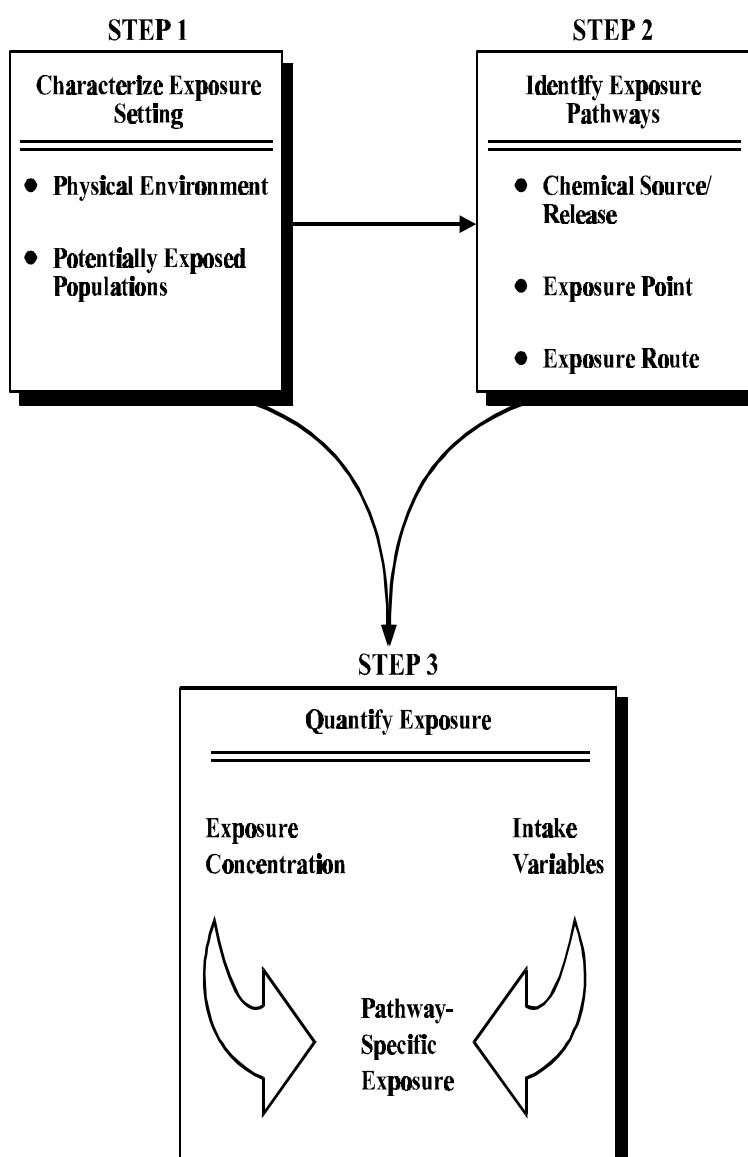 STEP 1
Characterize Exposure
Setting
● Physical Environment
● Potentially Exposed
Populations
STEP 2
Identify Exposure
Pathways
● Chemical Source/
Release
● Exposure Point
● Exposure Route
STEP 3
Quantify Exposure
Exposure
Concentration
Intake
Variables
Pathway-
Specific
Exposure